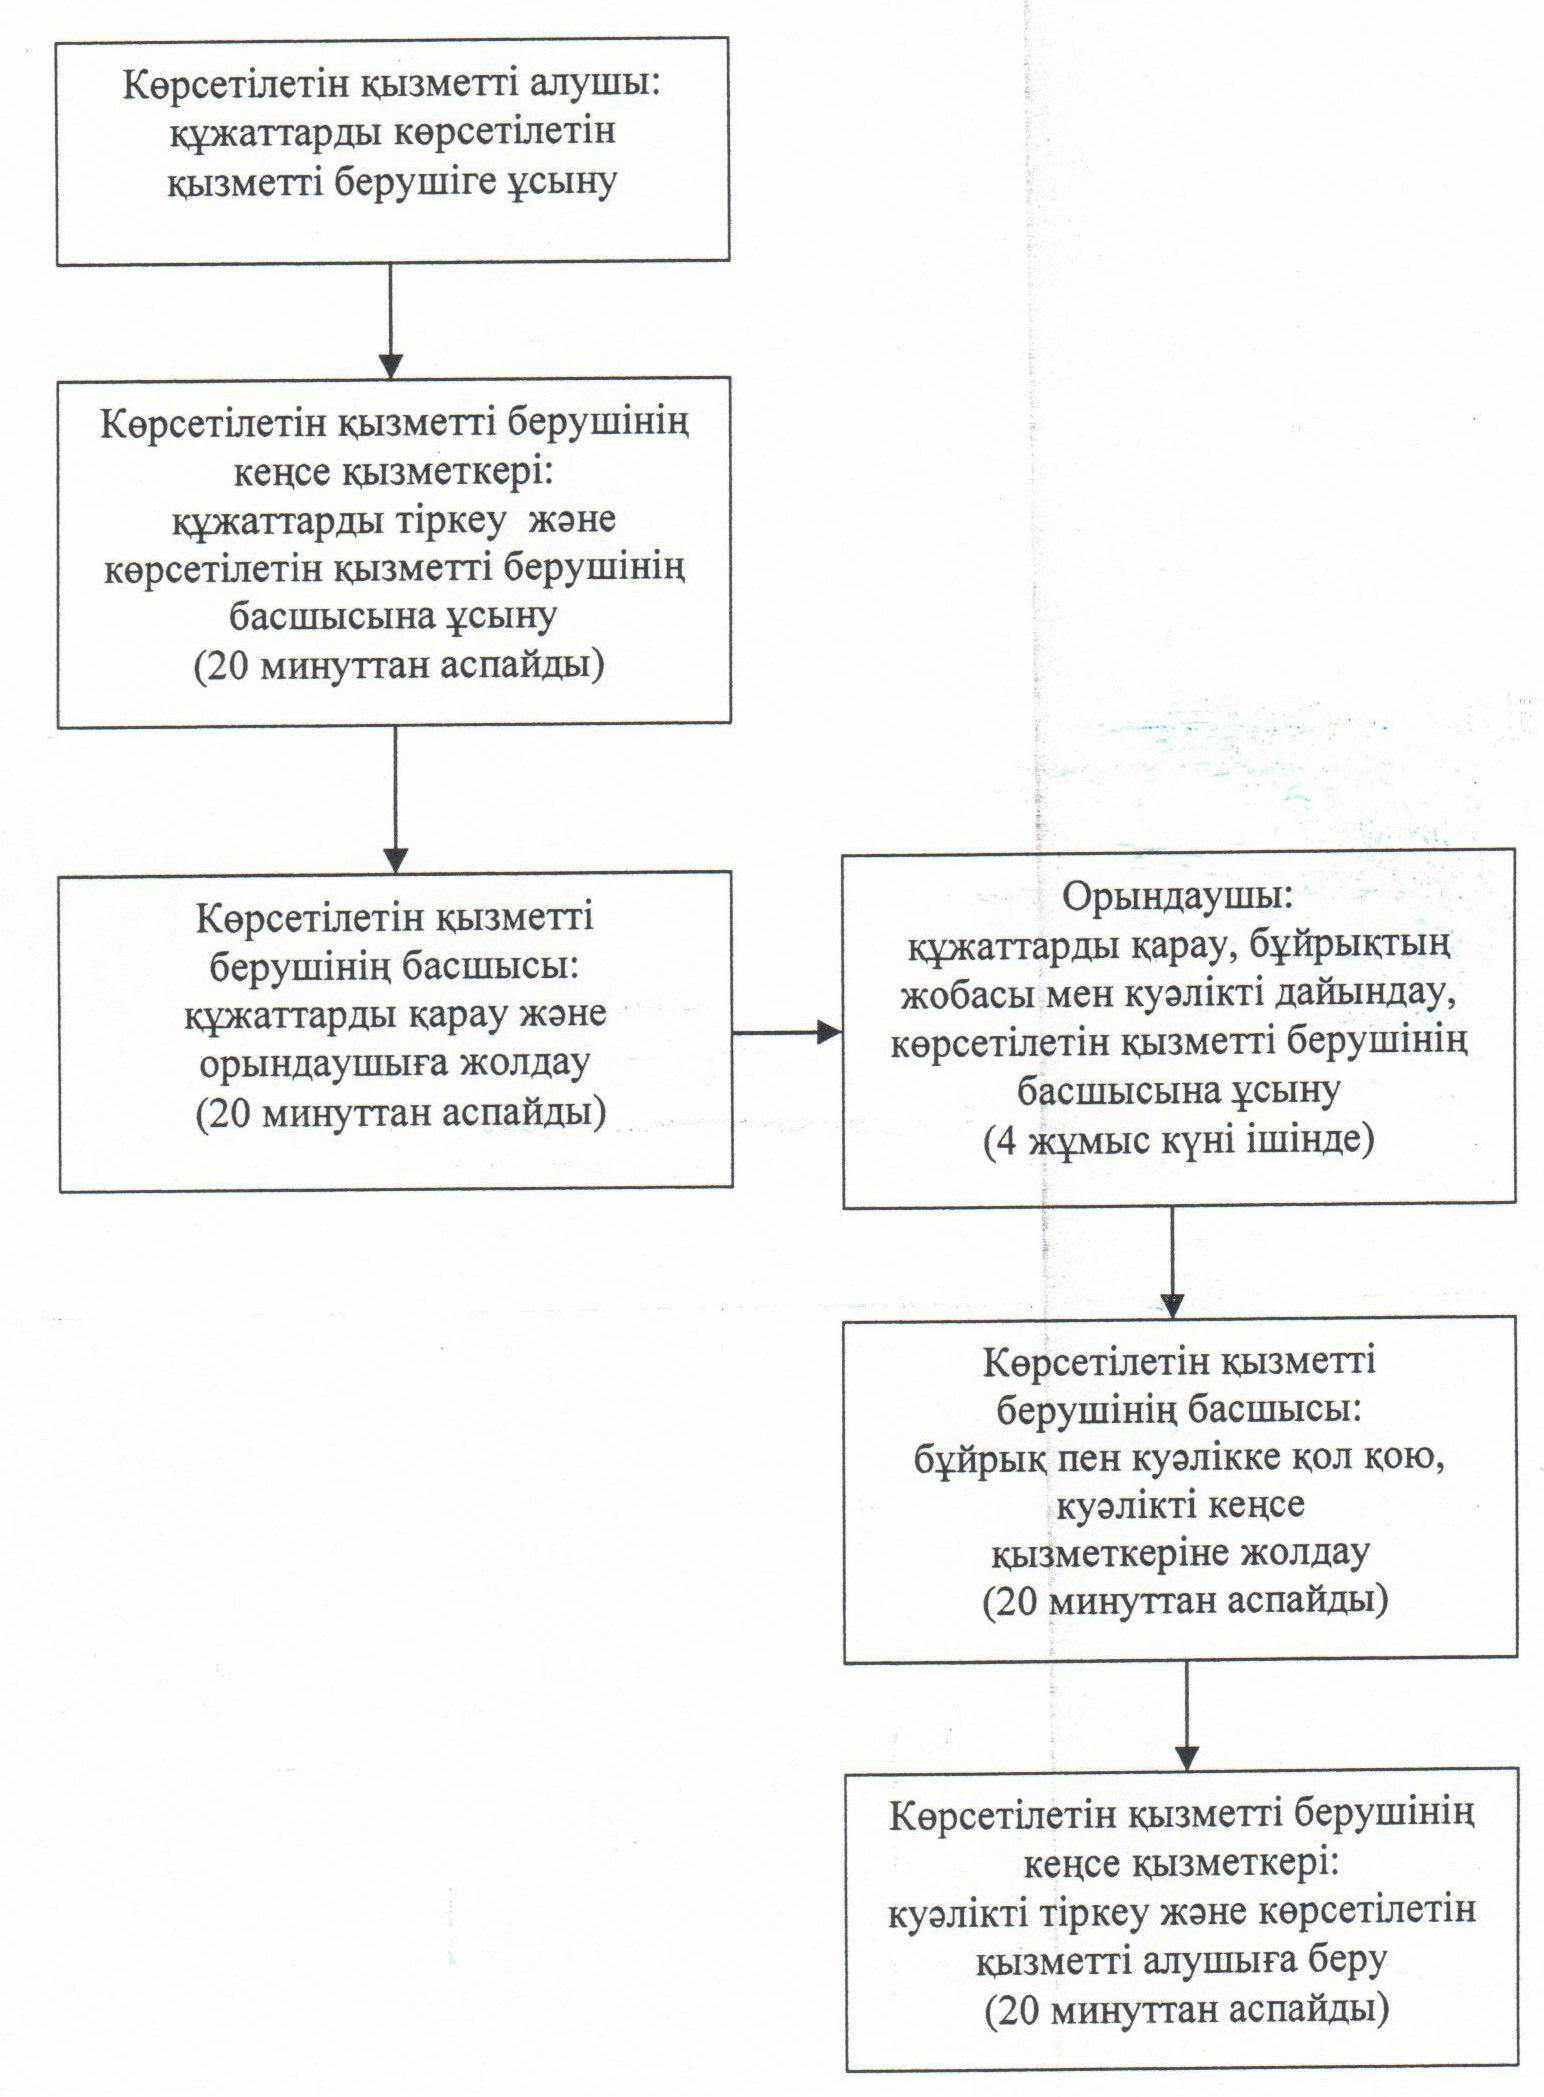 Көрсетілетін қызметті алушы:
құжаттарды көрсетілетін
қызметті берушіге ұсыну
Көрсетілетін қызметті берушінің
кеңсе қызметкері:
құжаттарды тіркеу және
көрсетілетін қызметті берушінің
басшысына ұсыну
(20 минуттан аспайды)
Көрсетілетін қызметті
берушінің басшысы:
құжаттарды қарау және
орындаушыға жолдау
(20 минуттан аспайды)
Орындаушы:
құжаттарды қарау, бұйрықтың
жобасы мен куәлікті дайындау,
көрсетілетін қызметті берушінің
басшысына ұсыну
(4 жұмыс күні ішінде)
Көрсетілетін қызметті
берушінің басшысы:
бұйрық пен куәлікке қол қою,
куәлікті кеңсе
қызметкеріне жолдау
(20 минуттан аспайды)
Көрсетілетін қызметті берушінің
кеңсе қызметкері:
куәлікті тіркеу және көрсетілетін
қызметті алушыға беру
(20 минуттан аспайды)